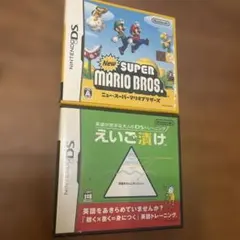 NINTENDO DS
New
SUPER
MARIO BROS.
ニュー・スーパーマリオブラザーズ
NINTENDO DS
えいご漬け
英語をあきらめていませんか?
「聴く×書く=身につく」英語トレーニング。